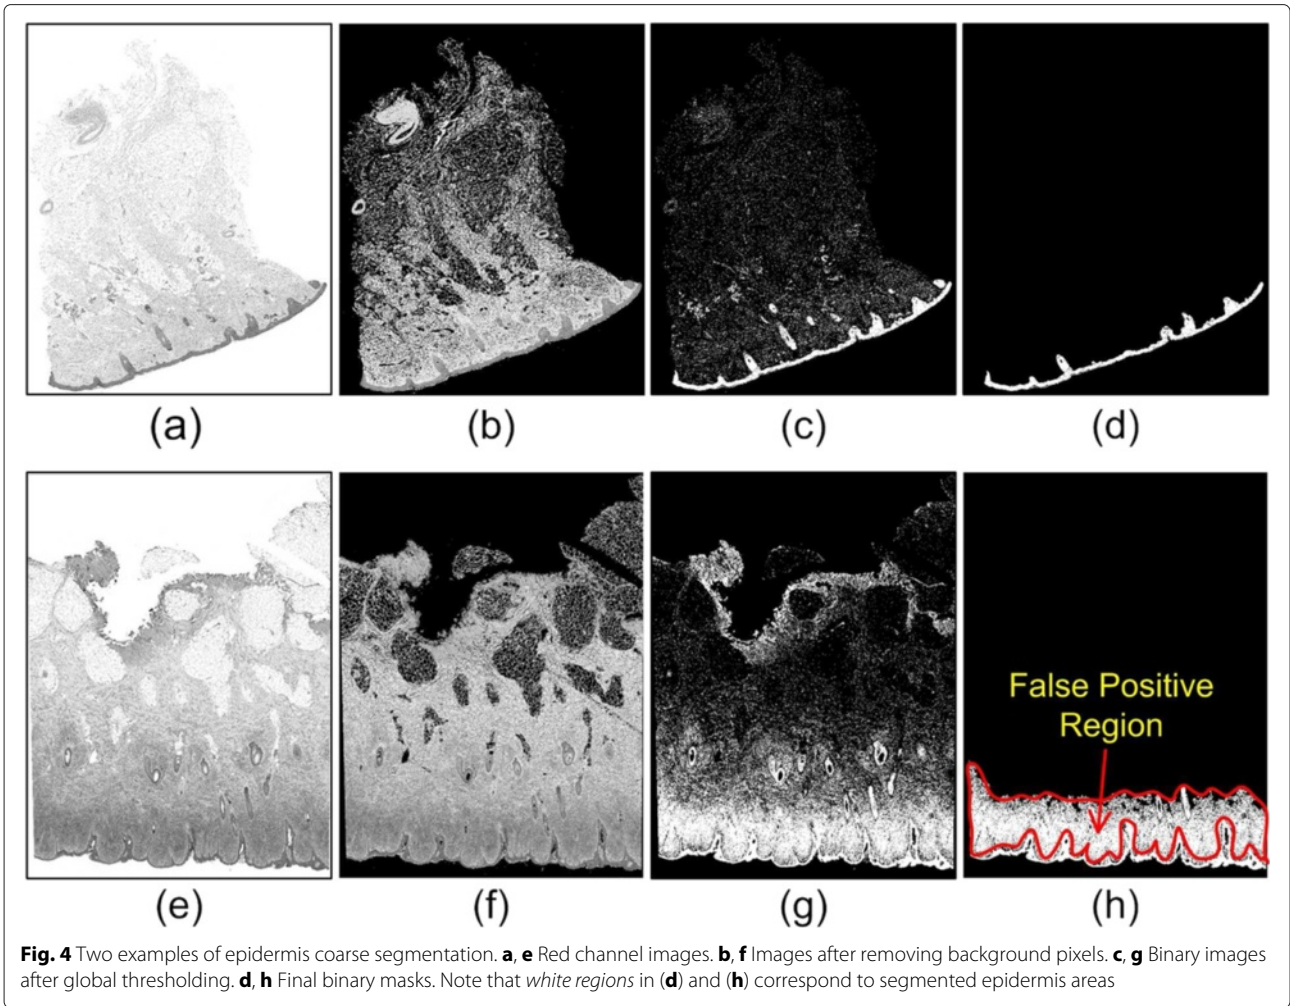 (a)
(b)
(c)
(d)
False Positive
Region
(e)
(f)
(g)
(h)
Fig. 4 Two examples of epidermis coarse segmentation. a, e Red channel images. b, f Images after removing background pixels. c, g Binary images
after global thresholding. d, h Final binary masks. Note that white regions in (d) and (h) correspond to segmented epidermis areas